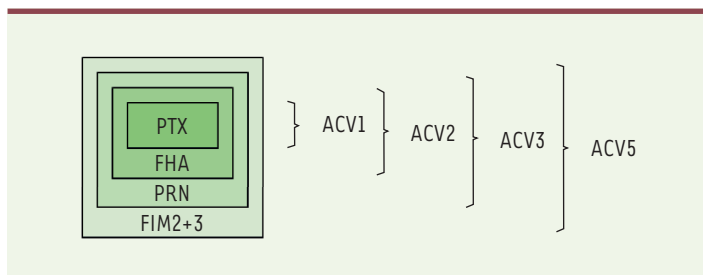 PTX
FHA
PRN
FIM2+3
ACV1
ACV2
ACV3
ACV5